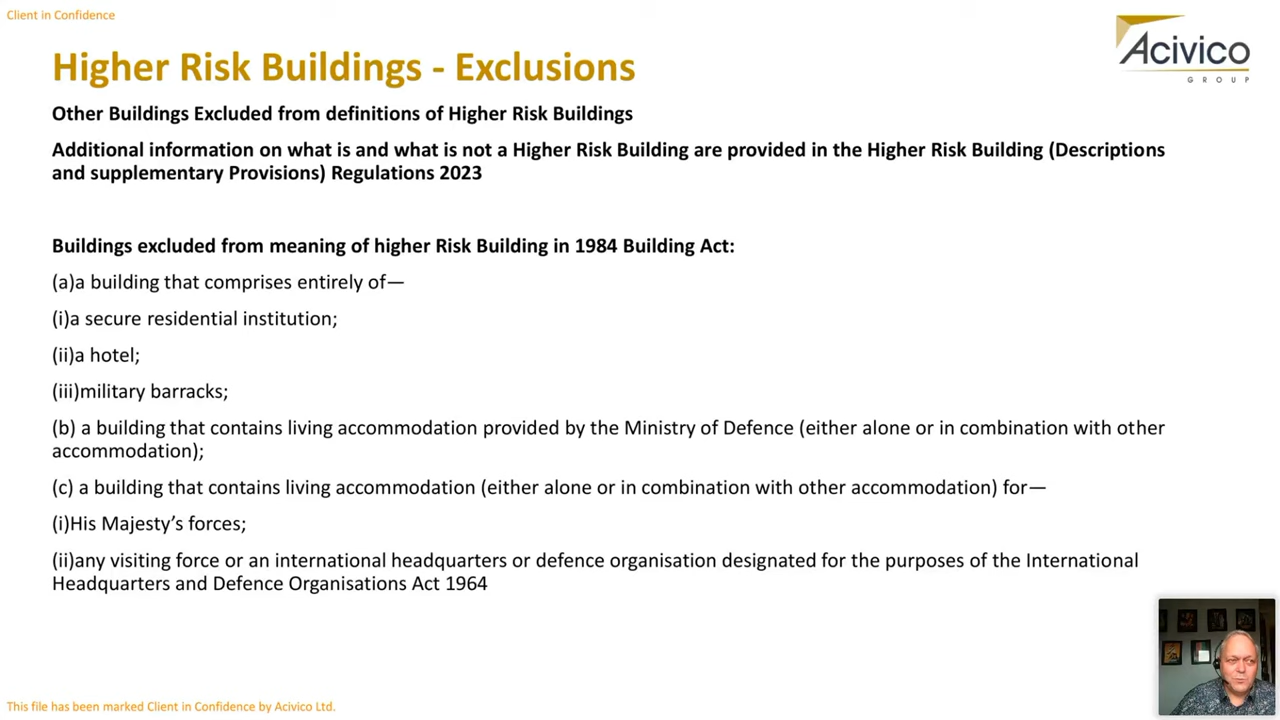 Client in Confidence
Acivico
GROUP
Higher Risk Buildings - Exclusions
Other Buildings Excluded from definitions of Higher Risk Buildings
Additional information on what is and what is not a Higher Risk Building are provided in the Higher Risk Building (Descriptions
and supplementary Provisions) Regulations 2023
Buildings excluded from meaning of higher Risk Building in 1984 Building Act:
(a)a building that comprises entirely of—
(i)a secure residential institution;
(ii)a hotel;
(iii)military barracks;
(b) a building that contains living accommodation provided by the Ministry of Defence (either alone or in combination with other
accommodation);
(c) a building that contains living accommodation (either alone or in combination with other accommodation) for—
(i)His Majesty’s forces;
(ii)any visiting force or an international headquarters or defence organisation designated for the purposes of the International
Headquarters and Defence Organisations Act 1964
This file has been marked Client in Confidence by Acivico Ltd.